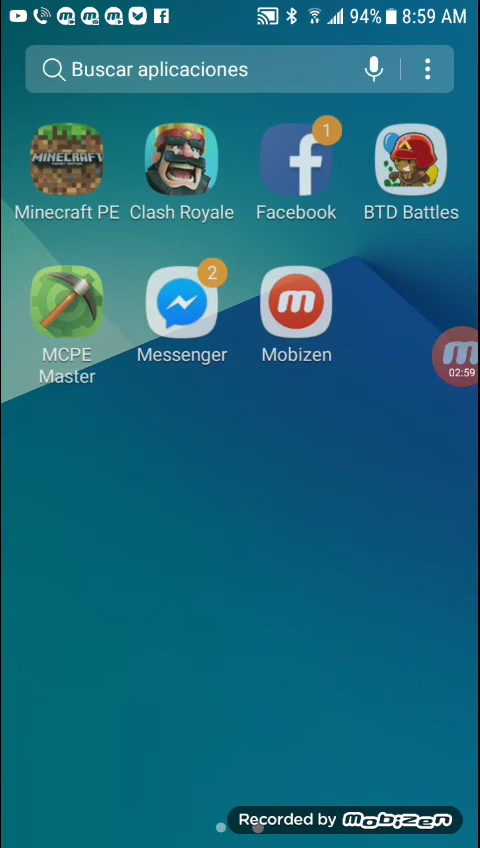 94% 8:59 AM
Buscar aplicaciones
MINECRAFT
1
Minecraft PE Clash Royale Facebook BTD Battles
2
MCPE Master Messenger Mobizen
02:59
Recorded by Mobizen